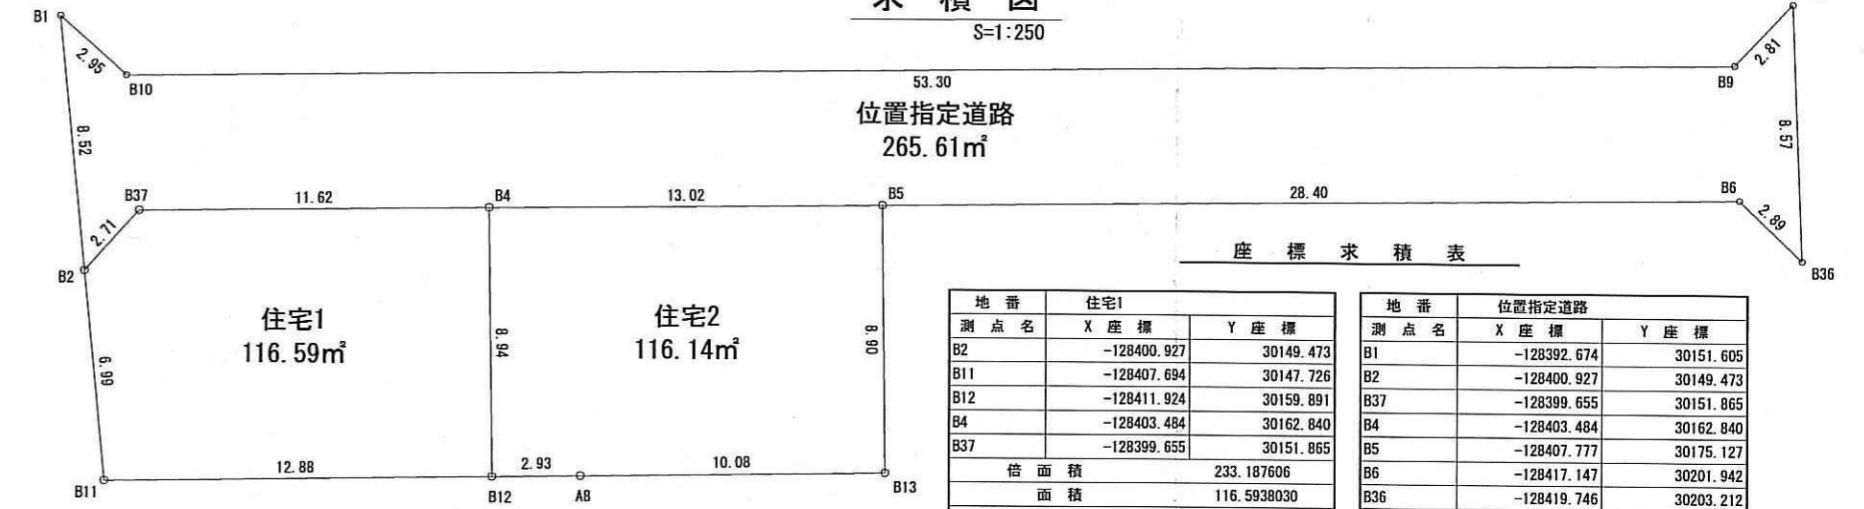 求 積 図
S=1:250
B1
2.95
B10
53.30
B9
2.81
8.52
位置指定道路
265.61㎡
8.57
B37
11.62
B4
13.02
B5
28.40
B6
2.71
2.89
B2
B36
住宅1
116.59㎡
8.94
住宅2
116.14㎡
8.90
6.99
12.88
2.93
10.08
B11
B12
A8
B13
座 標 求 積 表
地 番 住宅1
測 点 名 X 座 標 Y 座 標
B2 -128400.927 30149.473
B11 -128407.694 30147.726
B12 -128411.924 30159.891
B4 -128403.484 30162.840
B37 -128399.655 30151.865
倍 面 積 233.187606
面 積 116.5938030
地 番 位置指定道路
測 点 名 X 座 標 Y 座 標
B1 -128392.674 30151.605
B2 -128400.927 30149.473
B37 -128399.655 30151.865
B4 -128403.484 30162.840
B5 -128407.777 30175.127
B6 -128417.147 30201.942
B36 -128419.746 30203.212